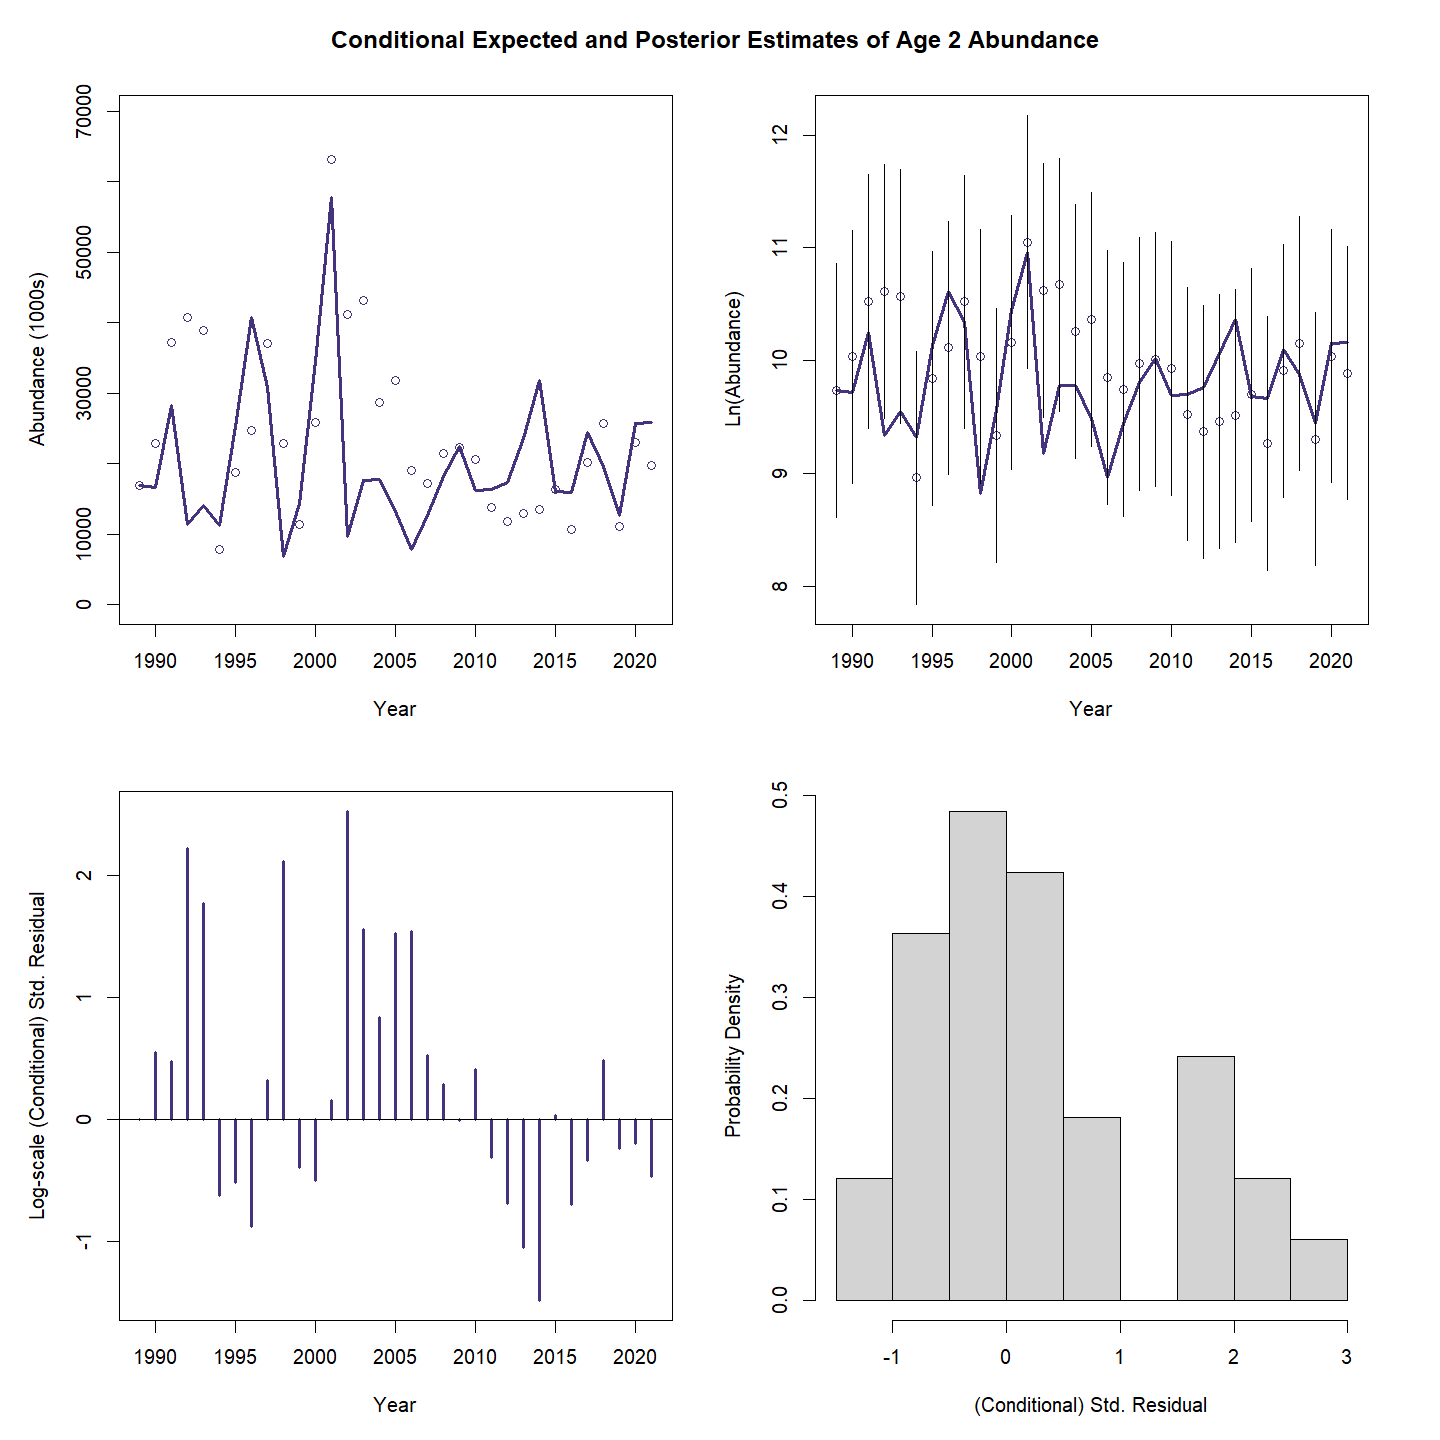 Conditional Expected and Posterior Estimates of Age 2 Abundance
70000
50000
30000
10000
0
Abundance (1000s)
1990 1995 2000 2005 2010 2015 2020
Year
12
11
10
9
8
Ln(Abundance)
1990 1995 2000 2005 2010 2015 2020
Year
2
1
0
-1
Log-scale (Conditional) Std. Residual
1990 1995 2000 2005 2010 2015 2020
Year
0.5
0.4
0.3
0.2
0.1
0.0
Probability Density
-1 0 1 2 3
(Conditional) Std. Residual